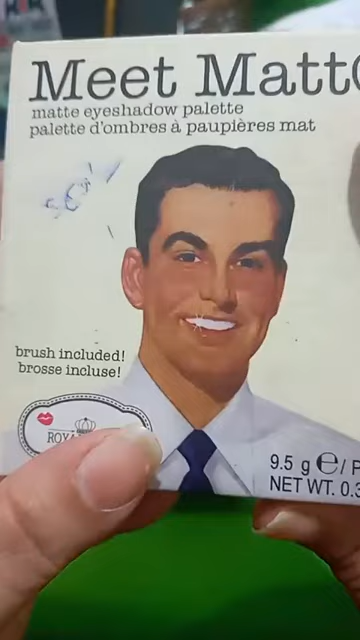 Meet Matt
matte eyeshadow palette
palette d'ombres à paupières mat
brush included!
brosse incluse!
9.5 g e / P
NET WT. 0.3